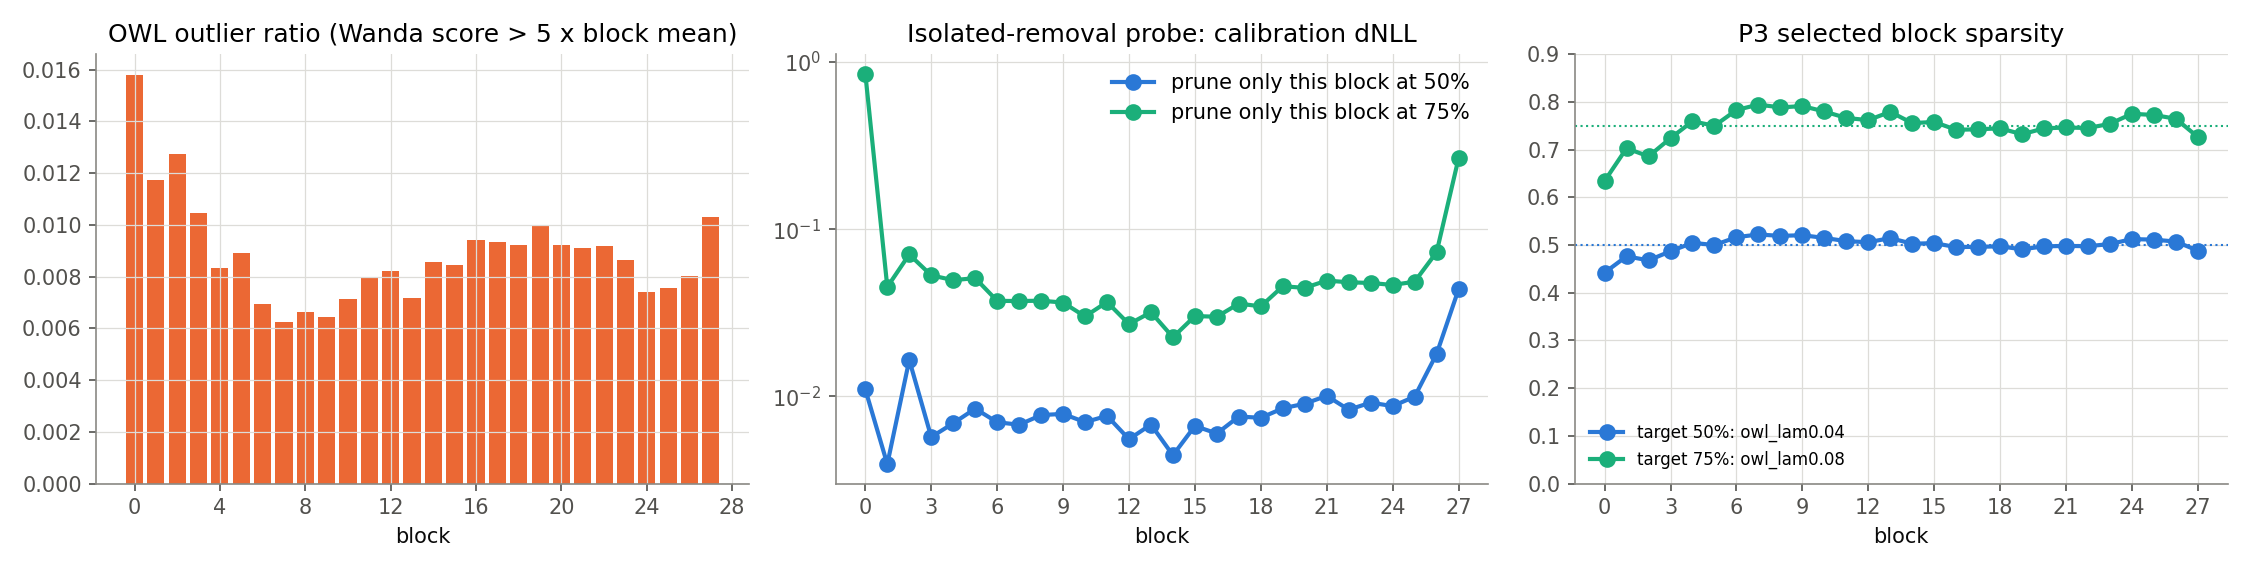 OWL outlier ratio (Wanda score > 5 x block mean)
0.016
0.014
0.012
0.010
0.008
0.006
0.004
0.002
0.000
0 4 8 12 16 20 24 28
block
Isolated-removal probe: calibration dNLL
prune only this block at 50%
prune only this block at 75%
10⁰
10⁻¹
10⁻²
0 3 6 9 12 15 18 21 24 27
block
P3 selected block sparsity
0.9
0.8
0.7
0.6
0.5
0.4
0.3
0.2
0.1
0.0
target 50%: owl_lam0.04
target 75%: owl_lam0.08
0 3 6 9 12 15 18 21 24 27
block